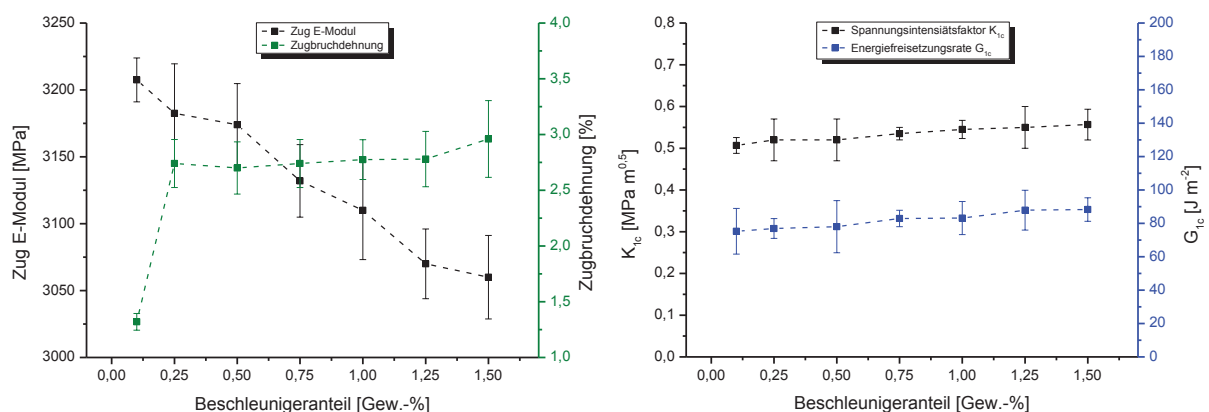 Zug E-Modul
Zugbruchdehnung
3250
3200
3150
3100
3050
3000
Zug E-Modul [MPa]
4,0
3,5
3,0
2,5
2,0
1,5
1,0
Zugbruchdehnung [%]
0,00 0,25 0,50 0,75 1,00 1,25 1,50
Beschleunigeranteil [Gew.-%]
Spannungsintensiätsfaktor K1c
Energiefreisetzungsrate G1c
0,8
0,7
0,6
0,5
0,4
0,3
0,2
0,1
0,0
K1c [MPa m^0,5]
200
180
160
140
120
100
80
60
40
20
0
G1c [J m^-2]
0,00 0,25 0,50 0,75 1,00 1,25 1,50
Beschleunigeranteil [Gew.-%]